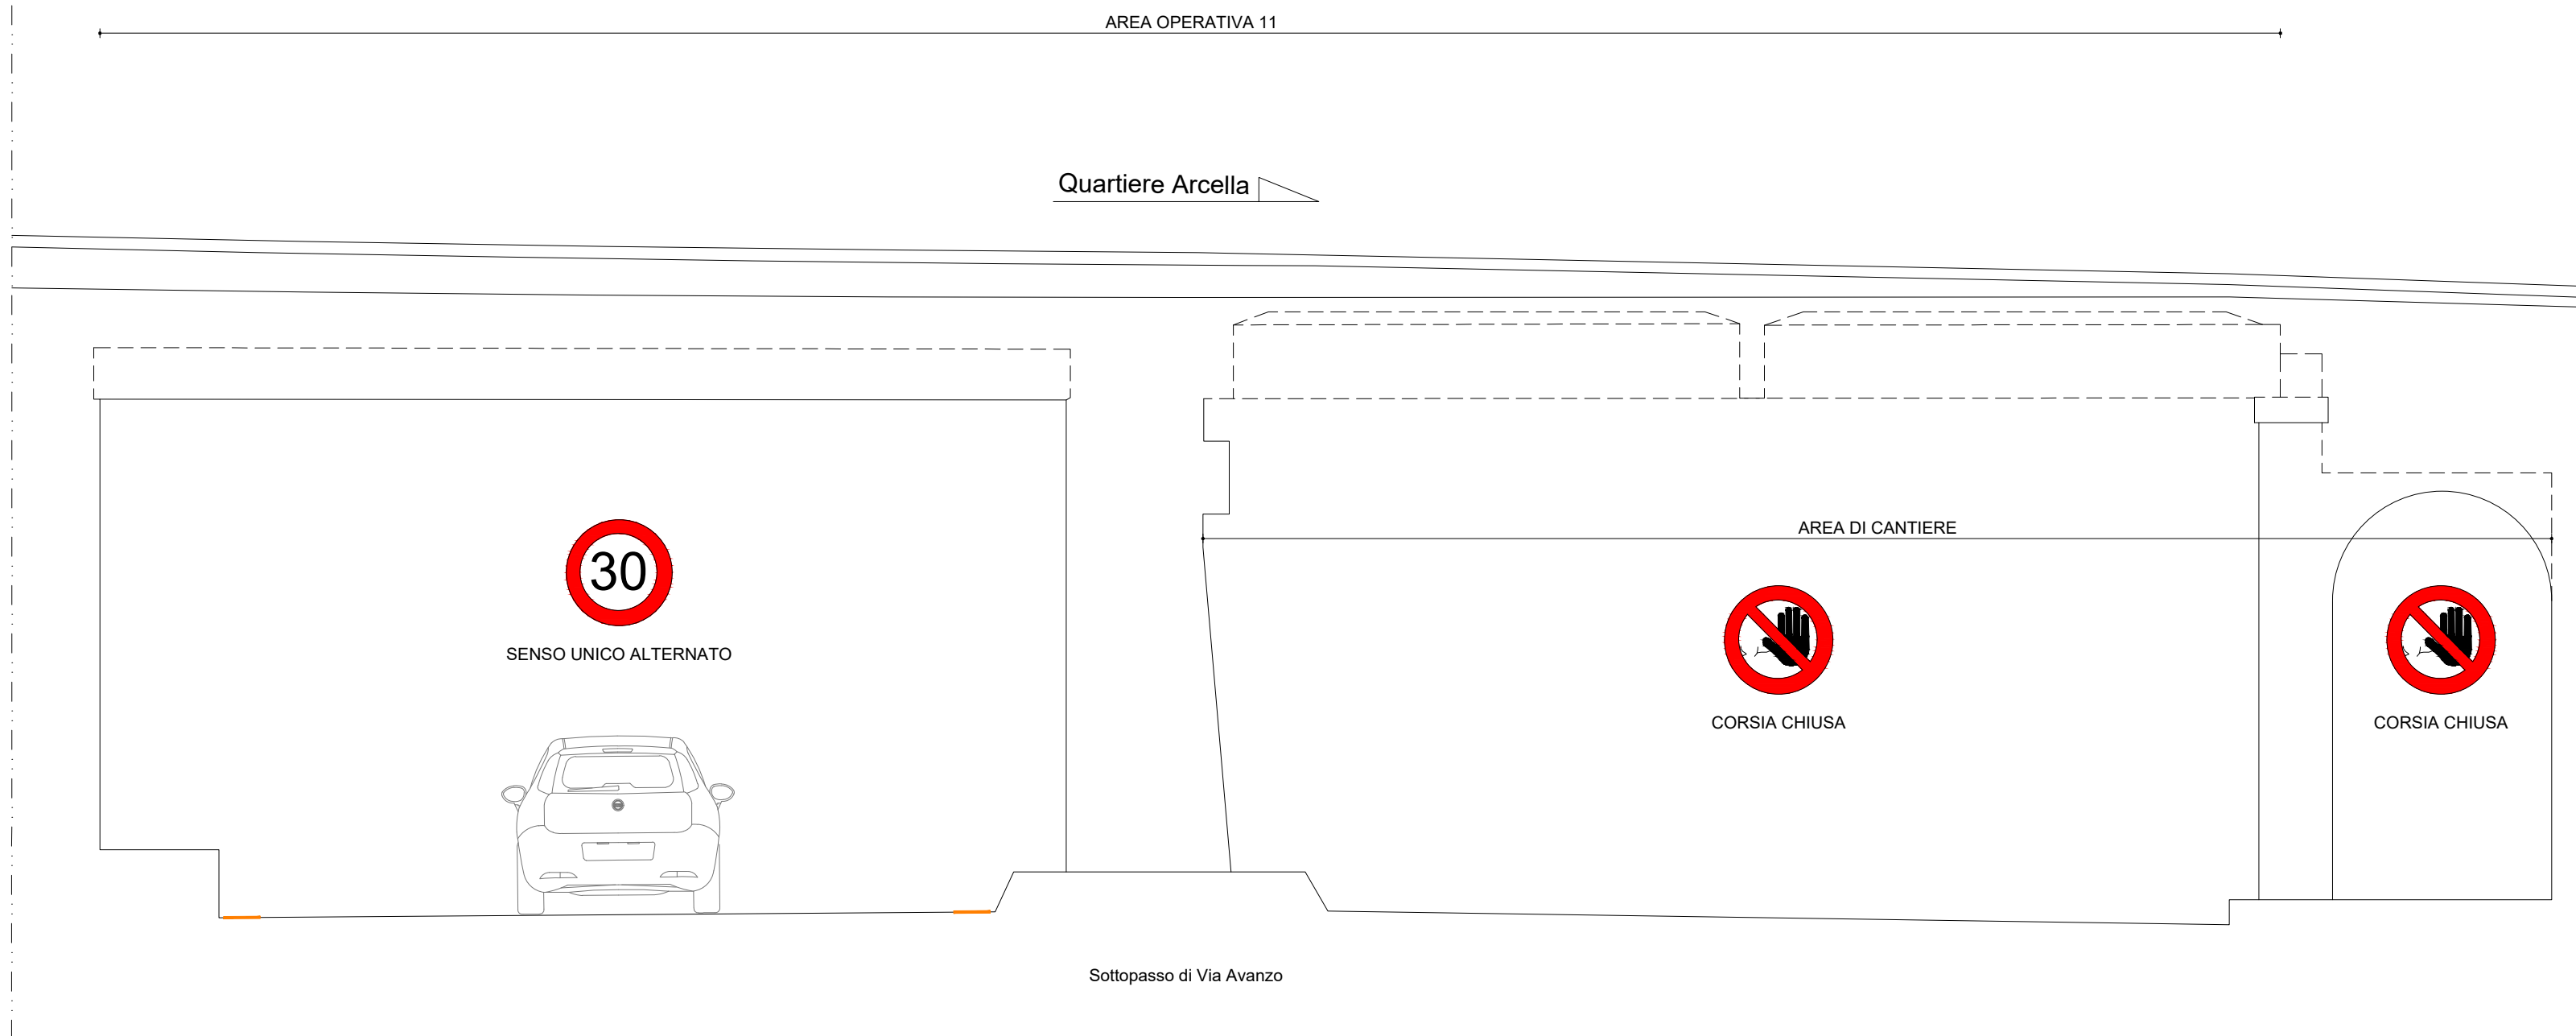 AREA OPERATIVA 11
Quartiere Arcella
AREA DI CANTIERE
30
SENSO UNICO ALTERNATO
CORSIA CHIUSA
CORSIA CHIUSA
Sottopasso di Via Avanzo